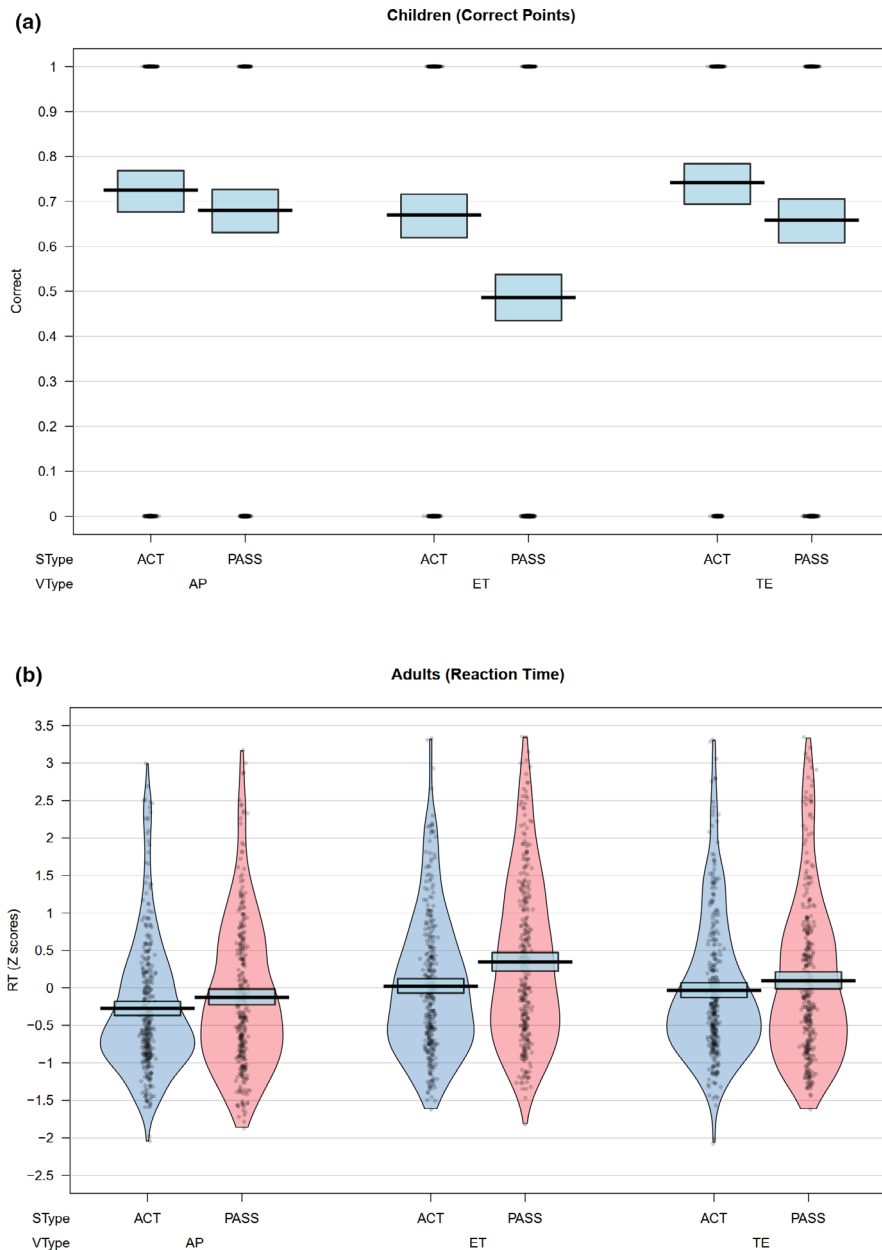 (a)
Children (Correct Points)
1
0.9
0.8
0.7
0.6
0.5
0.4
0.3
0.2
0.1
0
Correct
SType ACT PASS ACT PASS ACT PASS
VType AP ET TE
(b)
Adults (Reaction Time)
3.5
3
2.5
2
1.5
1
0.5
0
−0.5
−1
−1.5
−2
−2.5
RT (Z scores)
SType ACT PASS ACT PASS ACT PASS
VType AP ET TE